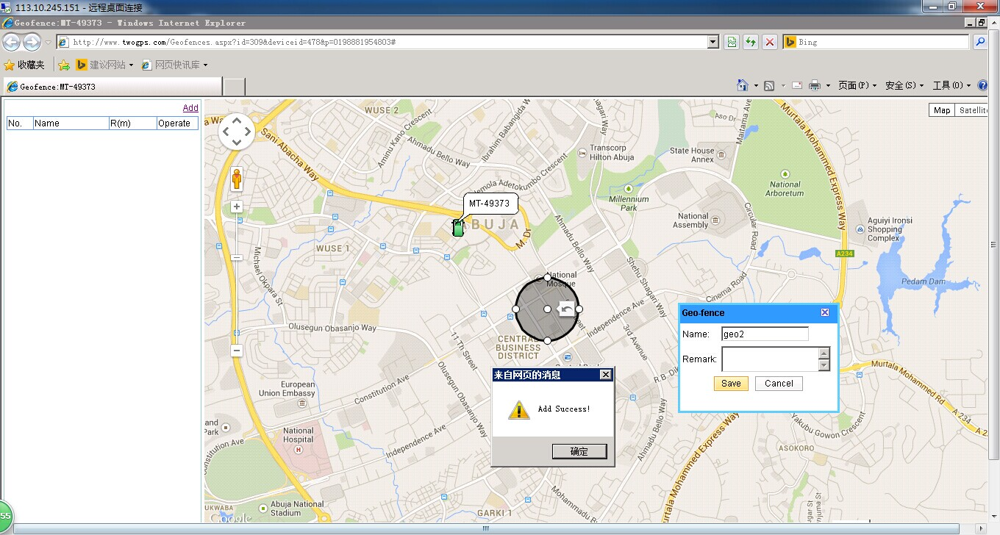 113.10.245.151 - 远程桌面连接
Geofence:MT-49373 - Windows Internet Explorer
http://www.twogps.com/Geofences.aspx?id=309&deviceid=478&p=0198881954803#
Bing
收藏夹
建议网站
网页快讯库
Geofence:MT-49373
页面(P)
安全(S)
工具(O)
Add
No.
Name
R(m)
Operate
Map
Satellite
WUSE 2
Sani Abacha Way
Aminu Kano Crescent
Ahmadu Bello Way
Ibrahim Babangida
Shagari Way
Transcorp
Hilton Abuja
Aso Dr
Maitama Ave
State House
Annex
Murtala Mohammed Express Way
National
Arboretum
Ademola Adetokunbo Crescent
MT-49373
ABUJA
M. Dr
Millennium
Park
National
Assembly
Circular Road
Aguiyi Ironsi
Shopping
Complex
A234
WUSE 1
Michael Okpara St
Ahmadu Bello Way
Shehu Shagari Way
National
Mosque
Cinema Road
Pedam Dam
Independence Ave
3rd Avenue
Olusegun Obasanjo Way
11 Th Street
CENTRAL
BUSINESS
DISTRICT
Geo-fence
Name:
geo2
Remark:
Save
Cancel
来自网页的消息
Add Success!
确定
R.B. Dik
Murtala Mohammed Rd
A 234
European
Union Embassy
Constitution Ave
Olusegun Obasanjo Way
Ahmadu Bello Way
and
Park
National
Hospital
H
Independence Ave
Constitution Ave
Murtala Mohammed Express Way
Yakubu Gowon Crescent
ASOKORO
UKWABA
Abuja National
Stadium
GARKI 1
Google
55